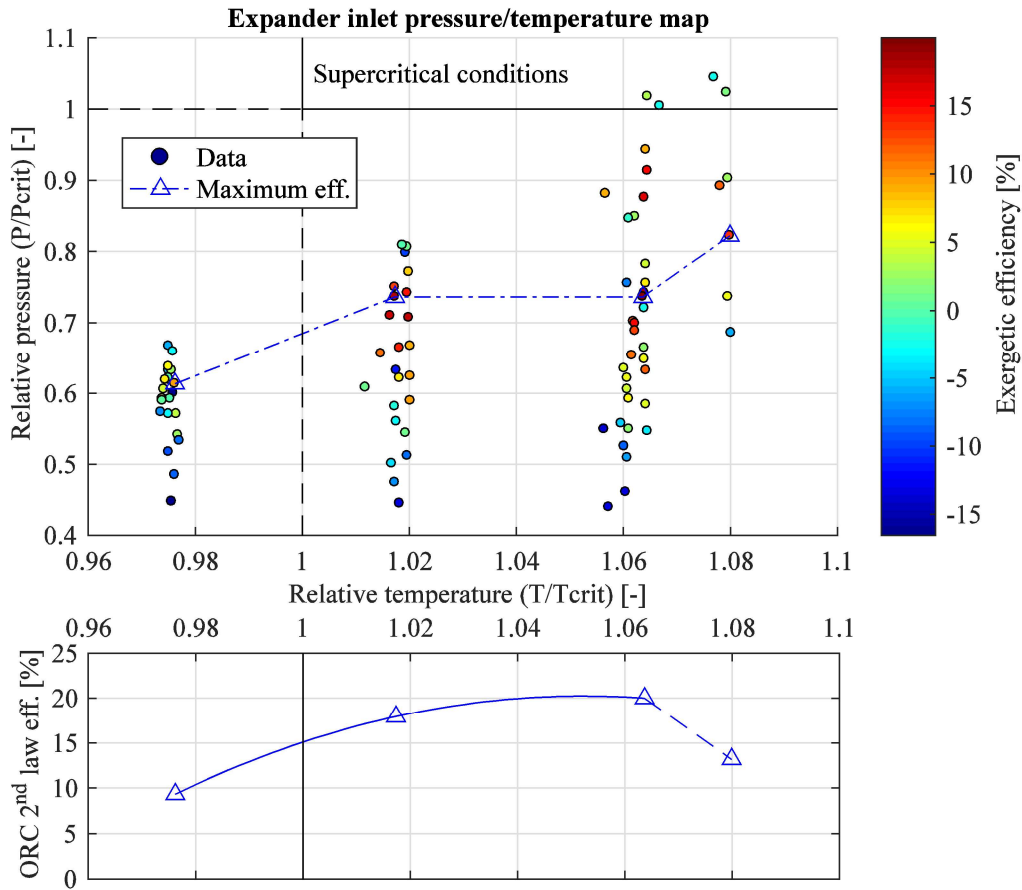 Expander inlet pressure/temperature map
1.1
1
0.9
0.8
0.7
0.6
0.5
0.4
Relative pressure (P/Pcrit) [-]
Supercritical conditions
Data
Maximum eff.
0.96 0.98 1 1.02 1.04 1.06 1.08 1.1
Relative temperature (T/Tcrit) [-]
15
10
5
0
-5
-10
-15
Exergetic efficiency [%]
0.96 0.98 1 1.02 1.04 1.06 1.08 1.1
25
20
15
10
5
0
ORC 2nd law eff. [%]